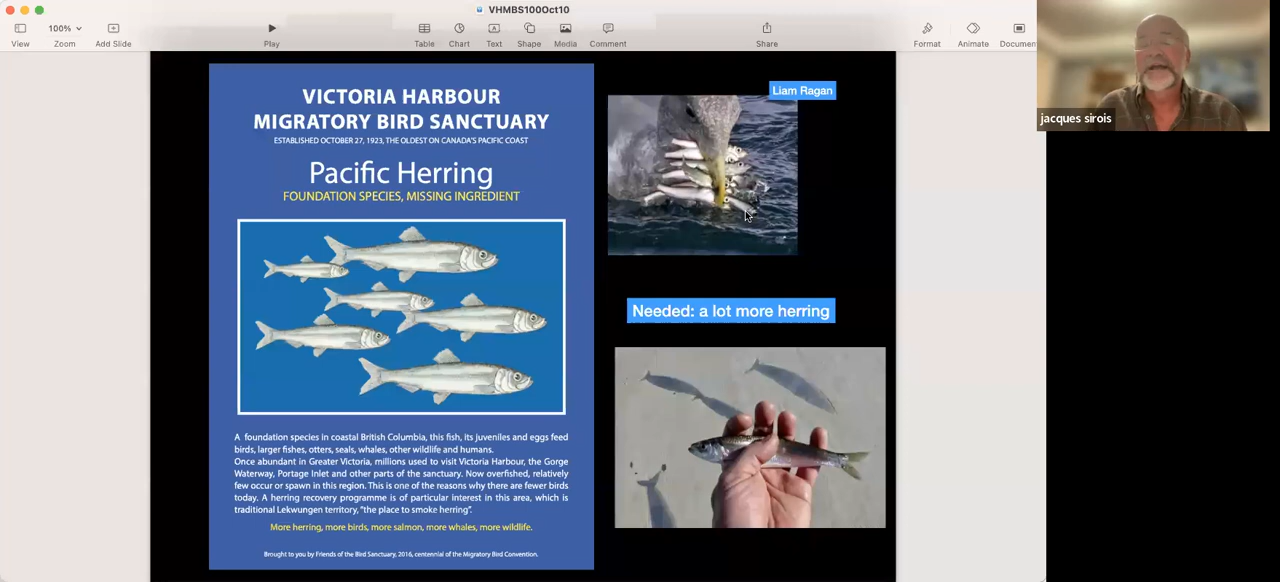 VHMBS100Oct10
100%
View
Zoom
Add Slide
Play
Table
Chart
Text
Shape
Media
Comment
Share
Format
Animate
Documen
VICTORIA HARBOUR
MIGRATORY BIRD SANCTUARY
ESTABLISHED OCTOBER 27, 1923, THE OLDEST ON CANADA'S PACIFIC COAST
Pacific Herring
FOUNDATION SPECIES, MISSING INGREDIENT
A foundation species in coastal British Columbia, this fish, its juveniles and eggs feed
birds, larger fishes, otters, seals, whales, other wildlife and humans.
Once abundant in Greater Victoria, millions used to visit Victoria Harbour, the Gorge
Waterway, Portage Inlet and other parts of the sanctuary. Now overfished, relatively
few occur or spawn in this region. This is one of the reasons why there are fewer birds
today. A herring recovery programme is of particular interest in this area, which is
traditional Lekwungen territory, "the place to smoke herring".
More herring, more birds, more salmon, more whales, more wildlife.
Brought to you by Friends of the Bird Sanctuary, 2016, centennial of the Migratory Bird Convention.
Liam Ragan
Needed: a lot more herring
jacques sirois